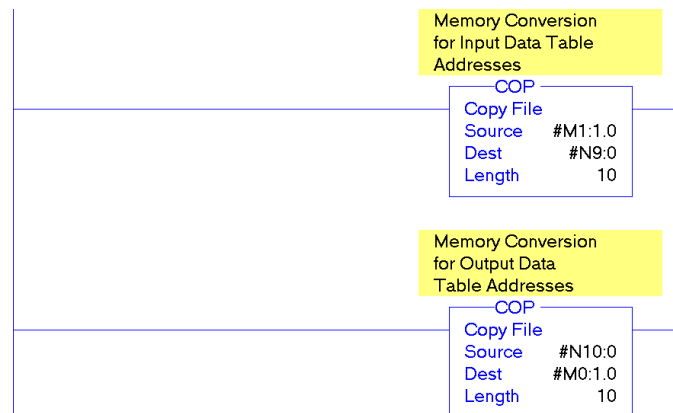 Memory Conversion
for Input Data Table
Addresses
COP
Copy File
Source #M1:1.0
Dest #N9:0
Length 10
Memory Conversion
for Output Data
Table Addresses
COP
Copy File
Source #N10:0
Dest #M0:1.0
Length 10